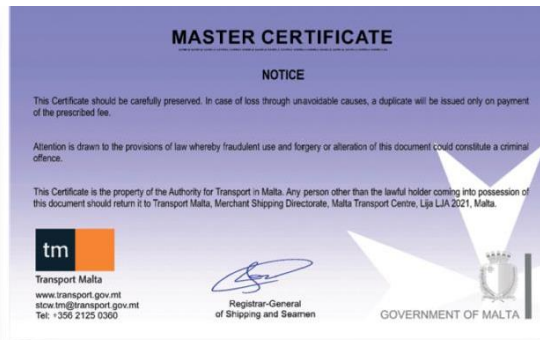 MASTER CERTIFICATE
NOTICE
This Certificate should be carefully preserved. In case of loss through unavoidable causes, a duplicate will be issued only on payment
of the prescribed fee.
Attention is drawn to the provisions of law whereby fraudulent use and forgery or alteration of this document could constitute a criminal
offence.
This Certificate is the property of the Authority for Transport in Malta. Any person other than the lawful holder coming into possession of
this document should return it to Transport Malta, Merchant Shipping Directorate, Malta Transport Centre, Lija LJA 2021, Malta.
tm
Transport Malta
www.transport.gov.mt
stcw.tm@transport.gov.mt
Tel: +356 2125 0360
Registrar-General
of Shipping and Seamen
GOVERNMENT OF MALTA